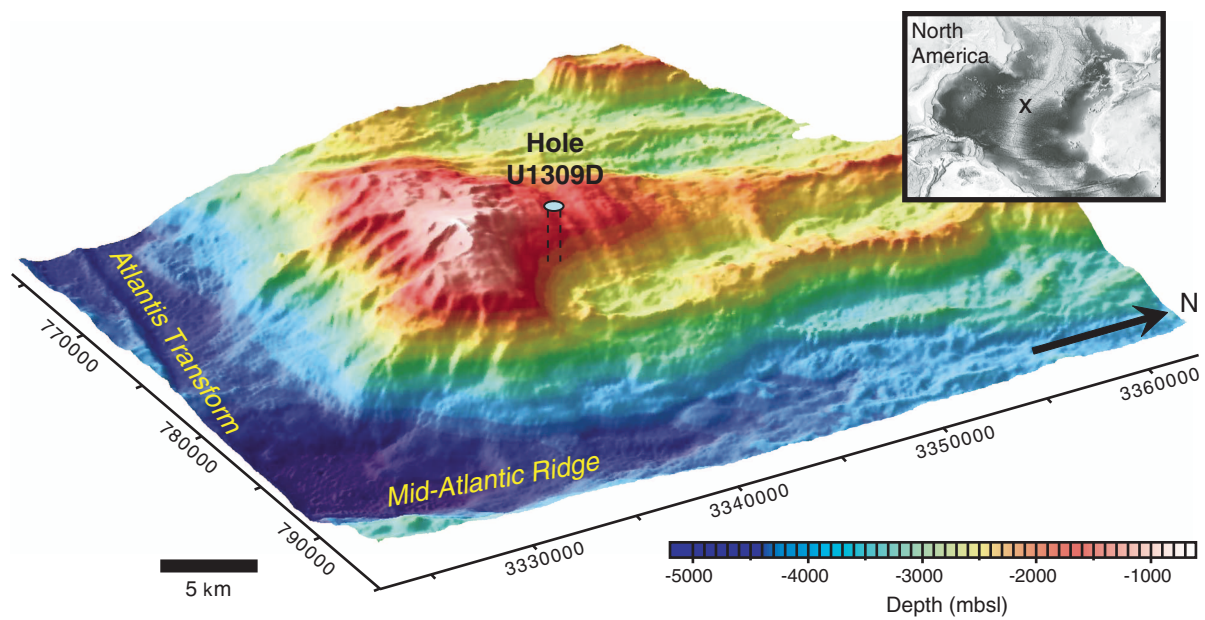 North
America
X
Hole
U1309D
N
Atlantis Transform
Mid-Atlantic Ridge
770000
780000
790000
3330000
3340000
3350000
3360000
5 km
-5000 -4000 -3000 -2000 -1000
Depth (mbsl)